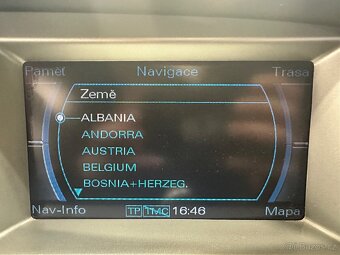 Paměť Navigace Trasa
Země
ALBANIA
ANDORRA
AUSTRIA
BELGIUM
BOSNIA+HERZEG.
Nav-Info TP TMC 16:46 Mapa